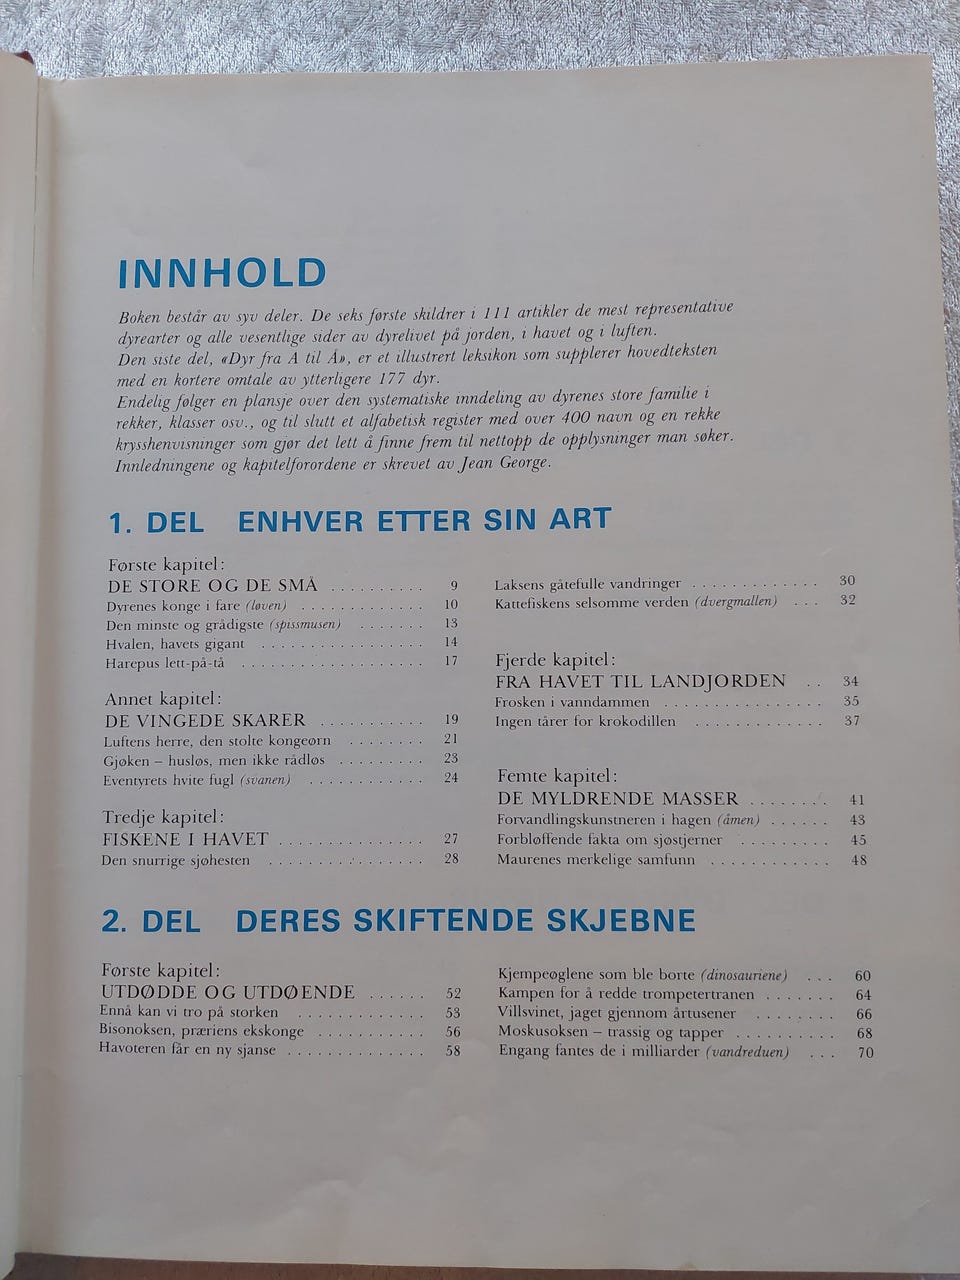 INNHOLD
Boken består av syv deler. De seks første skildrer i 111 artikler de mest representative
dyrearter og alle vesentlige sider av dyrelivet på jorden, i havet og i luften.
Den siste del, «Dyr fra A til Å», er et illustrert leksikon som supplerer hovedteksten
med en kortere omtale av ytterligere 177 dyr.
Endelig følger en plansje over den systematiske inndeling av dyrenes store familie i
rekker, klasser osv., og til slutt et alfabetisk register med over 400 navn og en rekke
krysshenvisninger som gjør det lett å finne frem til nettopp de opplysninger man søker.
Innledningene og kapitelforordene er skrevet av Jean George.
1. DEL ENHVER ETTER SIN ART
Første kapitel:
DE STORE OG DE SMÅ . . . . . . . . . . 9
Dyrenes konge i fare (løven) . . . . . . . . . . . . . 10
Den minste og grådigste (spissmusen) . . . . . . . 13
Hvalen, havets gigant . . . . . . . . . . . . . . . . . 14
Harepus lett-på-tå . . . . . . . . . . . . . . . . . . . 17
Annet kapitel:
DE VINGEDE SKARER . . . . . . . . . . . 19
Luftens herre, den stolte kongeørn . . . . . . . . 21
Gjøken – husløs, men ikke rådløs . . . . . . . . . 23
Eventyrets hvite fugl (svanen) . . . . . . . . . . . . 24
Tredje kapitel:
FISKENE I HAVET . . . . . . . . . . . . . . . 27
Den snurrige sjøhesten . . . . . . . . . . . . . . . . 28
Laksens gåtefulle vandringer . . . . . . . . . . . . . 30
Kattefiskens selsomme verden (dvergmallen) . . . 32
Fjerde kapitel:
FRA HAVET TIL LANDJORDEN . . 34
Frosken i vanndammen . . . . . . . . . . . . . . . . 35
Ingen tårer for krokodillen . . . . . . . . . . . . . 37
Femte kapitel:
DE MYLDRENDE MASSER . . . . . . . . 41
Forvandlingskunstneren i hagen (åmen) . . . . . . 43
Forbløffende fakta om sjøstjerner . . . . . . . . . 45
Maurenes merkelige samfunn . . . . . . . . . . . . 48
2. DEL DERES SKIFTENDE SKJEBNE
Første kapitel:
UTDØDDE OG UTDØENDE . . . . . . 52
Ennå kan vi tro på storken . . . . . . . . . . . . . 53
Bisonoksen, præriens ekskonge . . . . . . . . . . . 56
Havoteren får en ny sjanse . . . . . . . . . . . . . . 58
Kjempeøglene som ble borte (dinosauriene) . . . 60
Kampen for å redde trompetertranen . . . . . . . 64
Villsvinet, jaget gjennom årtusener . . . . . . . . 66
Moskusoksen – trassig og tapper . . . . . . . . . . 68
Engang fantes de i milliarder (vandreduen) . . . 70